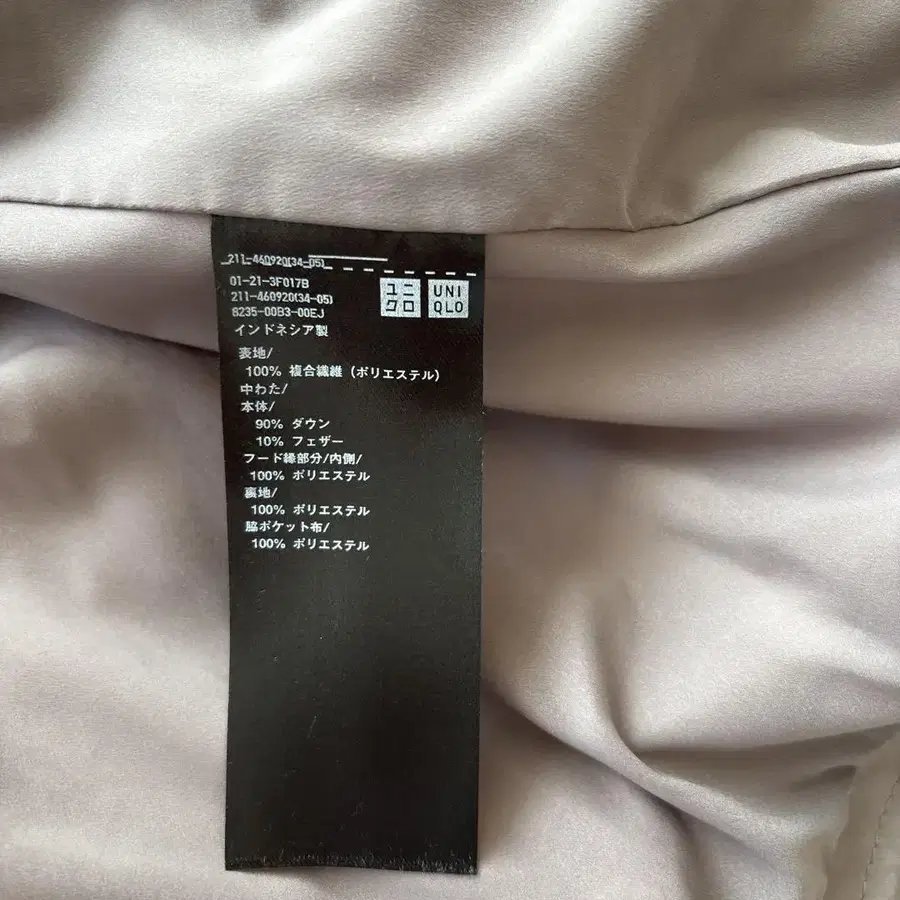 211-460920(34-05)
01-21-3F017B
211-460920(34-05)
8235-00B3-00EJ
ユニクロ
UNIQLO
インドネシア製
表地/
100% 複合繊維 (ポリエステル)
中わた/
本体/
90% ダウン
10% フェザー
フード縁部分/内側/
100% ポリエステル
裏地/
100% ポリエステル
脇ポケット布/
100% ポリエステル